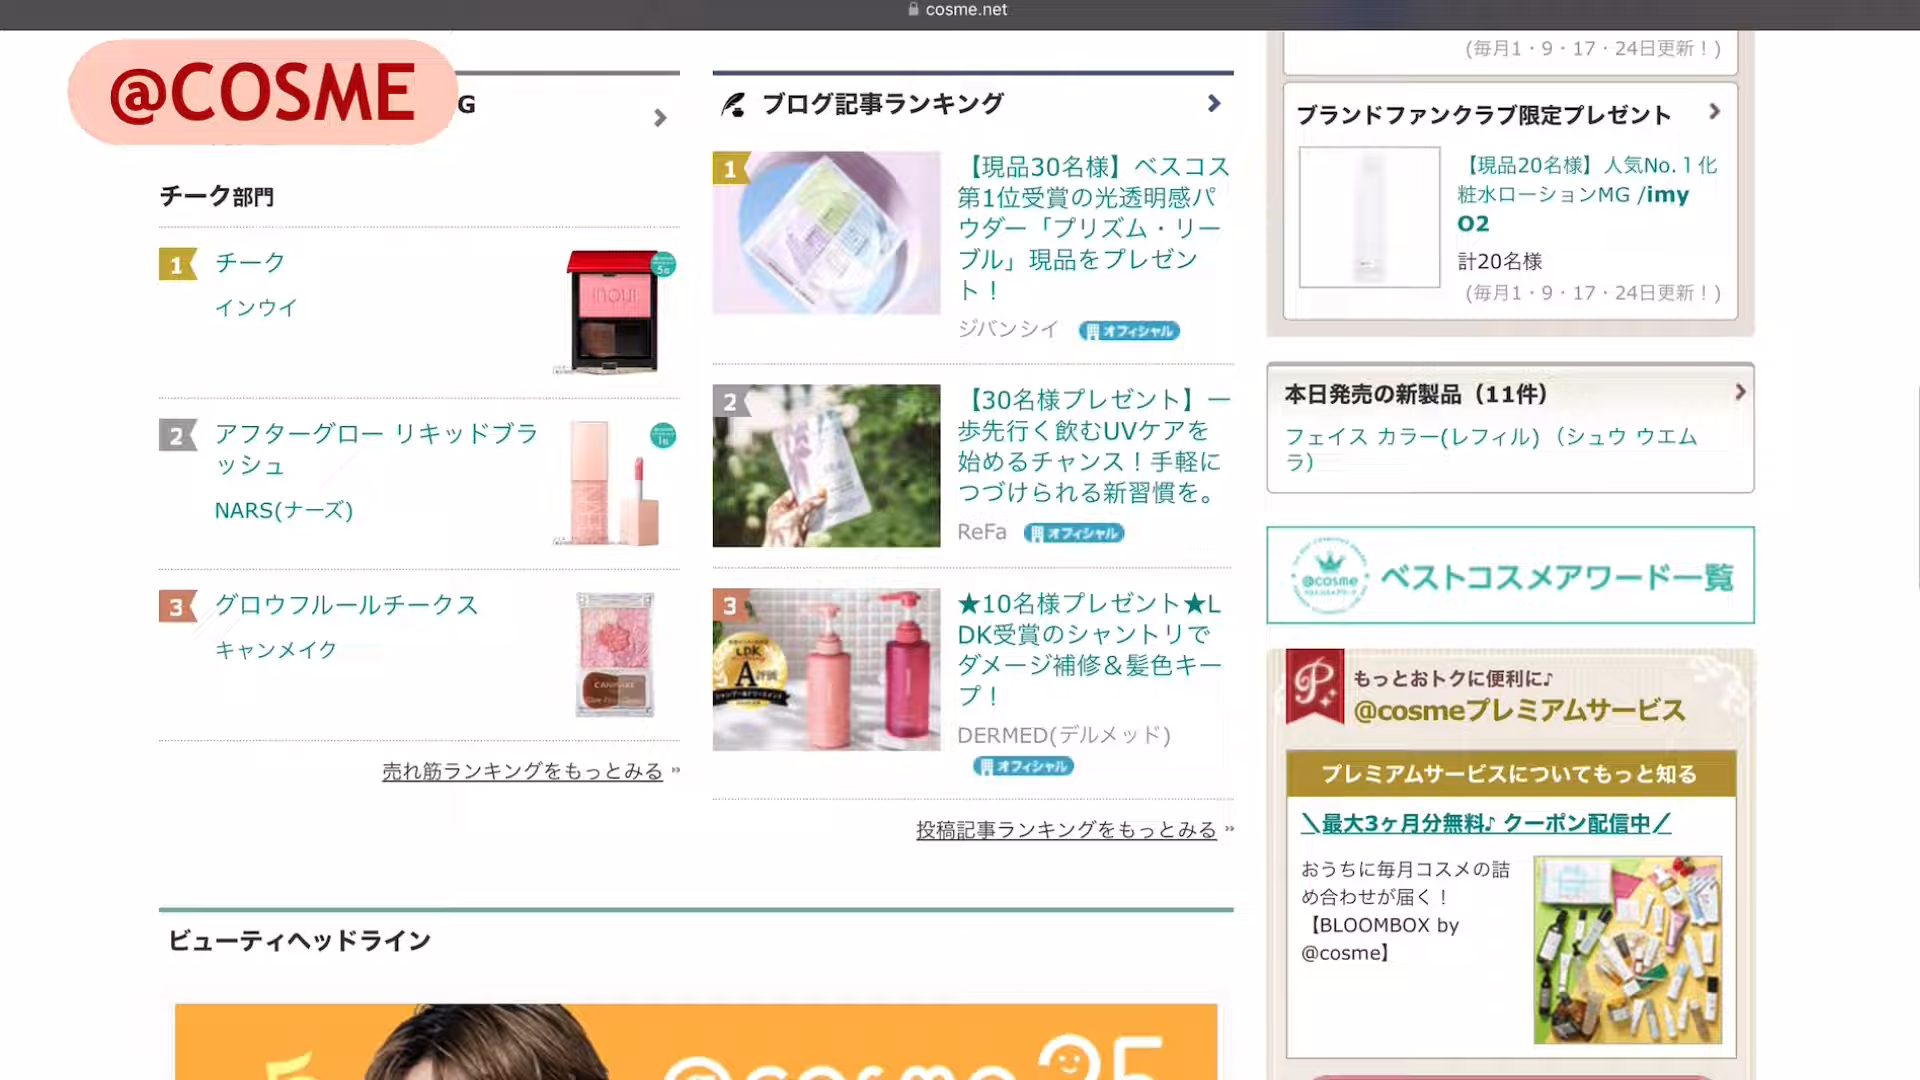 cosme.net
@COSME
G
チーク部門
1
チーク
インウイ
inoui
2
アフターグロー リキッドブラ
ッシュ
NARS(ナーズ)
3
グロウフルールチークス
キャンメイク
CANMAKE
売れ筋ランキングをもっとみる
ブログ記事ランキング
1
【現品30名様】ベスコス
第1位受賞の光透明感パ
ウダー「プリズム・リー
ブル」現品をプレゼン
ト！
ジバンシイ
オフィシャル
2
【30名様プレゼント】一
歩先行く飲むUVケアを
始めるチャンス！手軽に
つづけられる新習慣を。
ReFa
オフィシャル
3
LDK
A評価
★10名様プレゼント★L
DK受賞のシャントリで
ダメージ補修＆髪色キー
プ！
DERMED(デルメッド)
オフィシャル
投稿記事ランキングをもっとみる
ビューティヘッドライン
@cosme 25
(毎月1・9・17・24日更新！)
ブランドファンクラブ限定プレゼント
【現品20名様】人気No.１化
粧水ローションMG /imy
O2
計20名様
(毎月1・9・17・24日更新！)
本日発売の新製品（11件）
フェイス カラー(レフィル)（シュウ ウエム
ラ）
@cosme
ベストコスメアワード一覧
もっとおトクに便利に♪
@cosmeプレミアムサービス
プレミアムサービスについてもっと知る
＼最大3ヶ月分無料♪ クーポン配信中／
おうちに毎月コスメの詰
め合わせが届く！
【BLOOMBOX by
@cosme】